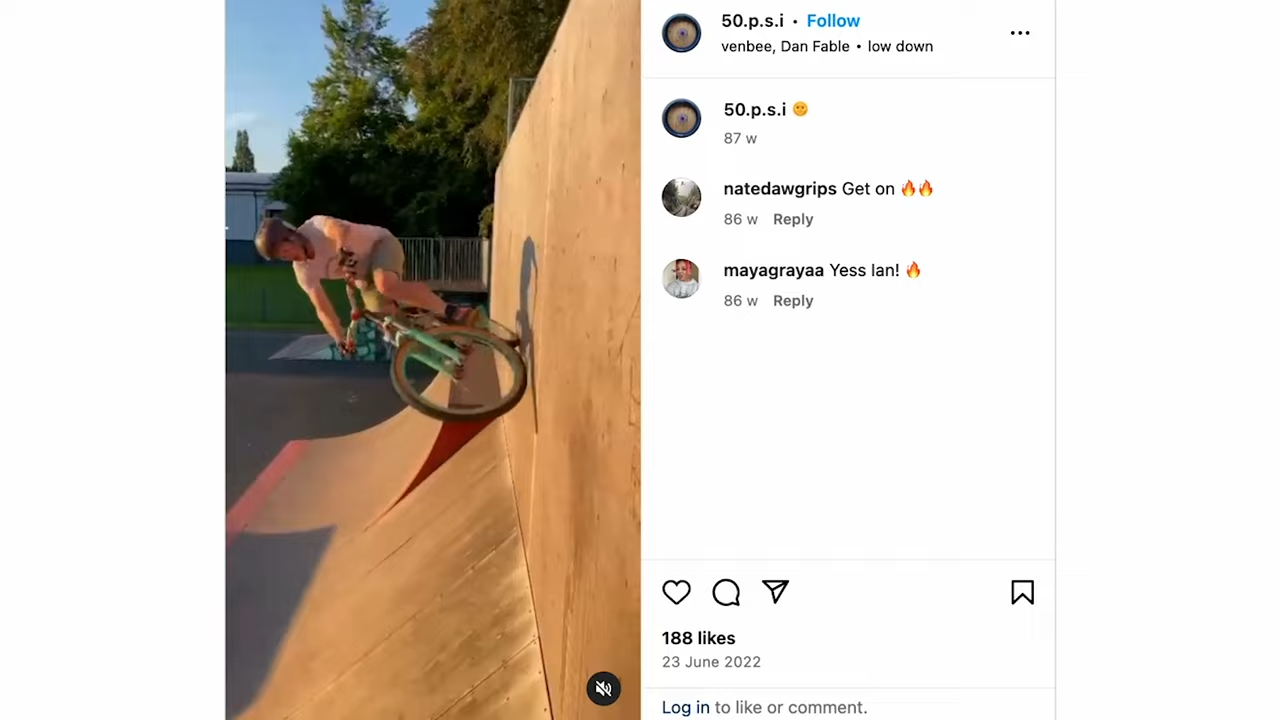 50.p.s.i • Follow
venbee, Dan Fable • low down
50.p.s.i 🫡
87 w
natedawgrips Get on 🔥🔥
86 w Reply
mayagrayaa Yess Ian! 🔥
86 w Reply
188 likes
23 June 2022
Log in to like or comment.